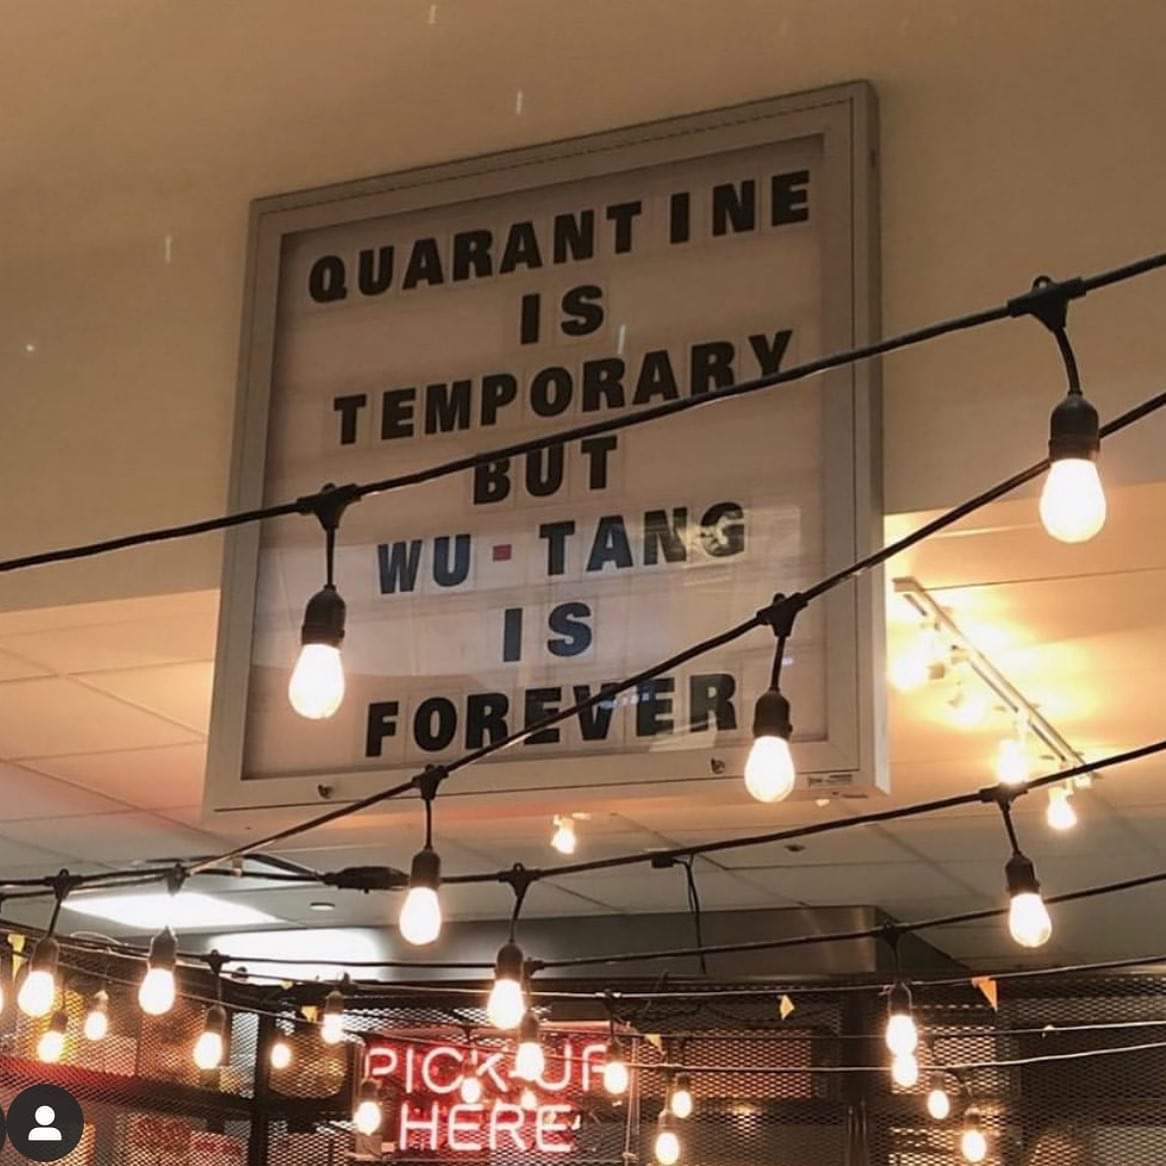 QUARANTINE
IS
TEMPORARY
BUT
WU-TANG
IS
FOREVER
PICK-UP
HERE